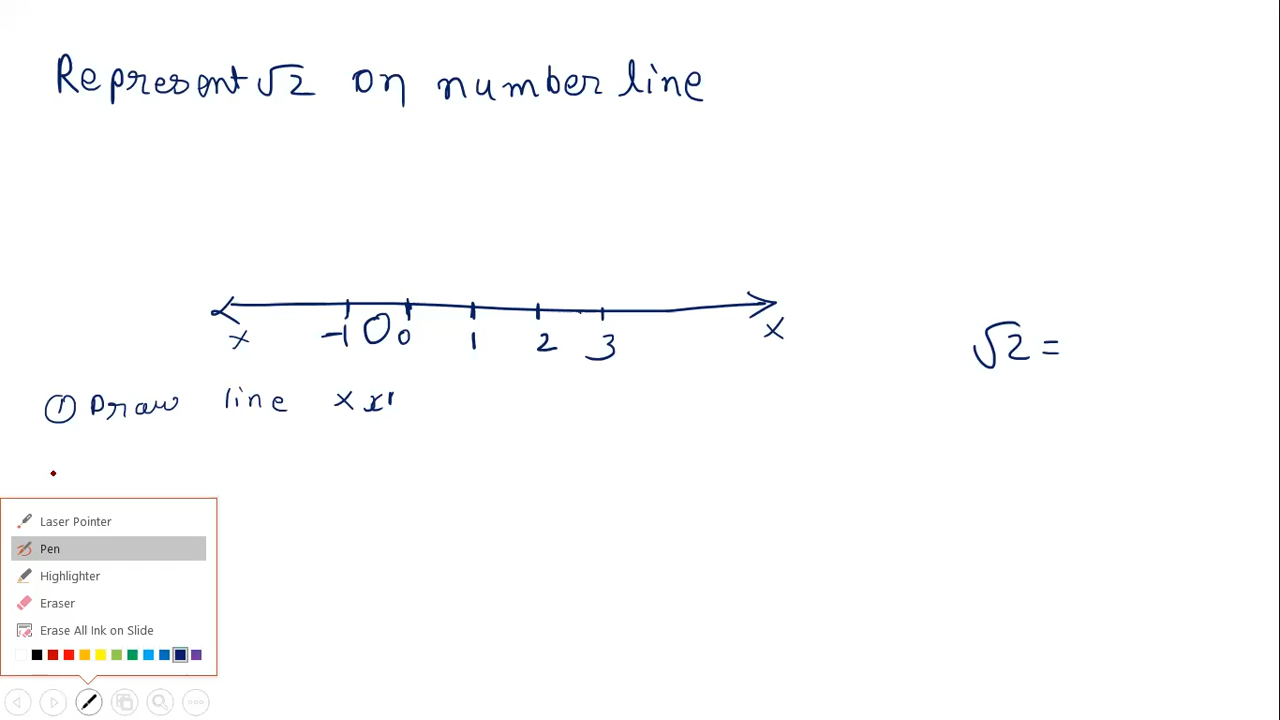 Represent √2 on number line
-1 O 0 1 2 3
x x
√2 =
① Draw line x x'
Laser Pointer
Pen
Highlighter
Eraser
Erase All Ink on Slide